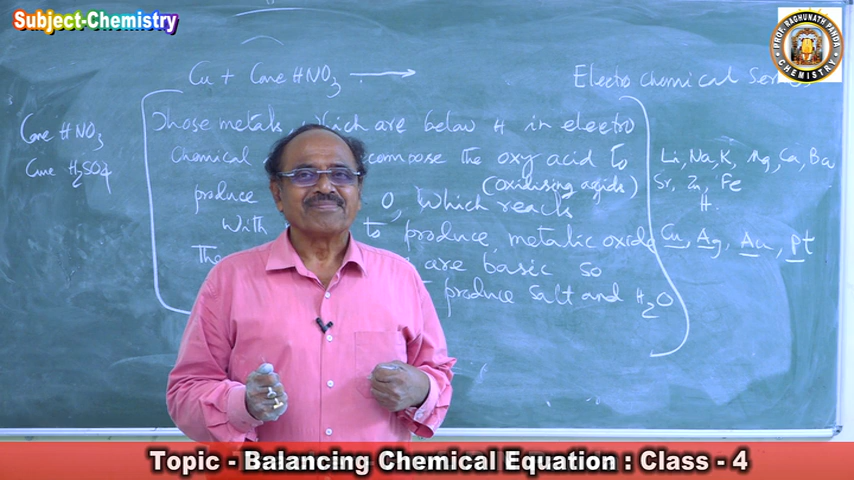 Subject-Chemistry
PROF. RAGHUNATH PANDA
CHEMISTRY
Cu + Conc HNO3 →
Electro chemical Series
Conc HNO3
Conc H2SO4
Those metals, which are below H in electro
chemical compose the oxy acid to
(oxidising acids)
produce O, which reacts
with to produce, metalic oxide
The are basic so
produce salt and H2O
Li, Na, K, Mg, Ca, Ba
Sr, Zn, Fe
H.
Cu, Ag, Au, Pt
Topic - Balancing Chemical Equation : Class - 4